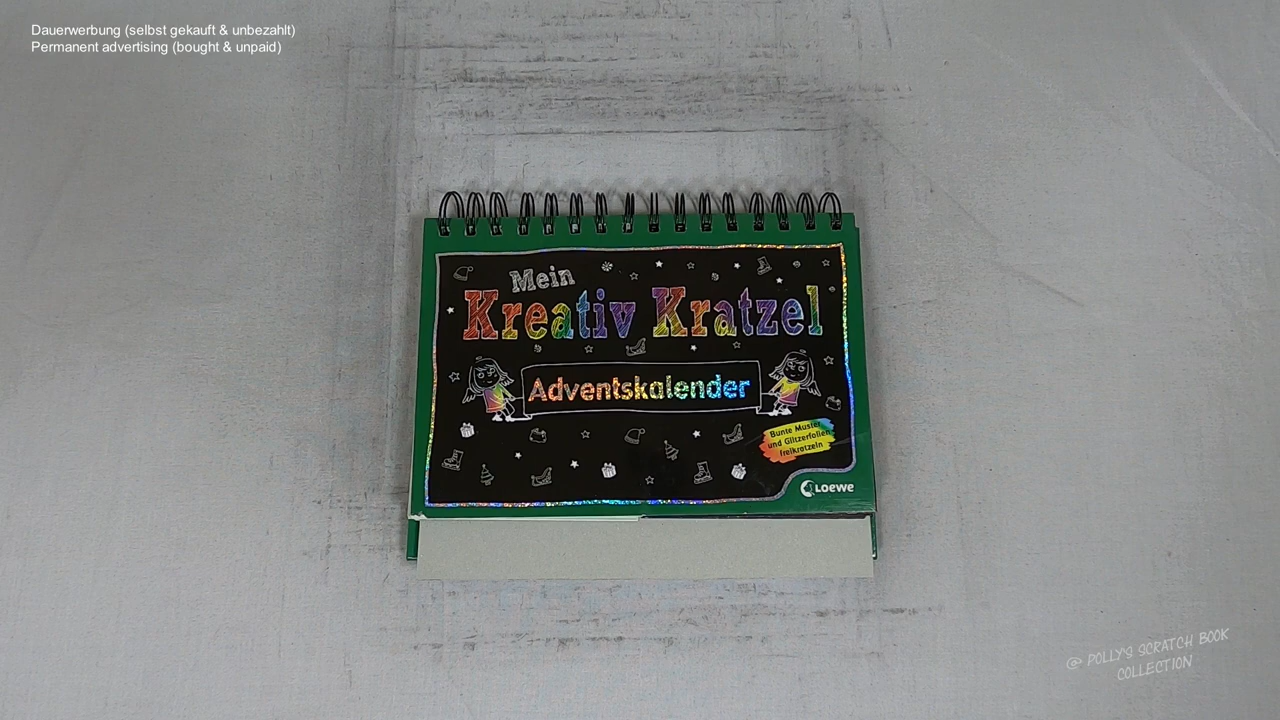 Dauerwerbung (selbst gekauft & unbezahlt)
Permanent advertising (bought & unpaid)
Mein
Kreativ Kratzel
Adventskalender
Bunte Muster
und Glitzerfolien
freikratzeln
LOEWE
@ POLLY'S SCRATCH BOOK
COLLECTION